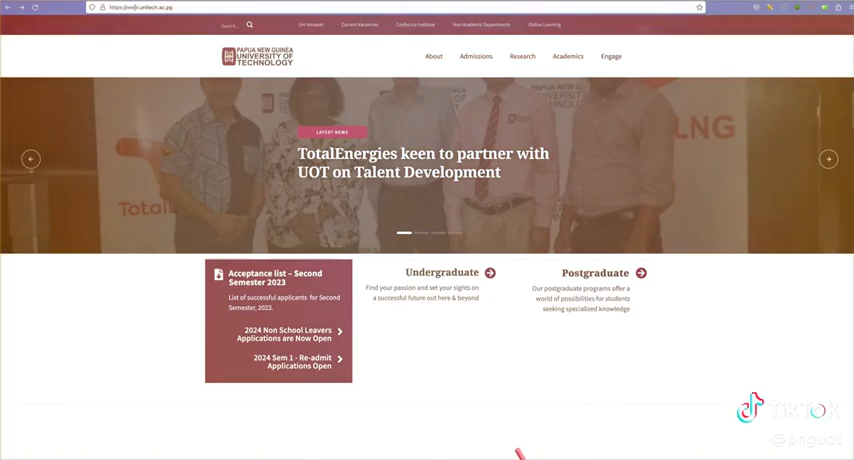 https://www.unitech.ac.pg
Search...
Uni Intranet
Current Vacancies
Confucius Institute
Non Academic Departments
Online Learning
PAPUA NEW GUINEA
UNIVERSITY OF
TECHNOLOGY
About
Admissions
Research
Academics
Engage
LATEST NEWS
TotalEnergies keen to partner with
UOT on Talent Development
Total
LNG
Acceptance list – Second
Semester 2023
List of successful applicants for Second
Semester, 2023.
2024 Non School Leavers
Applications are Now Open
2024 Sem 1 - Re-admit
Applications Open
Undergraduate
Find your passion and set your sights on
a successful future out here & beyond
Postgraduate
Our postgraduate programs offer a
world of possibilities for students
seeking specialized knowledge
TikTok
@pnguot